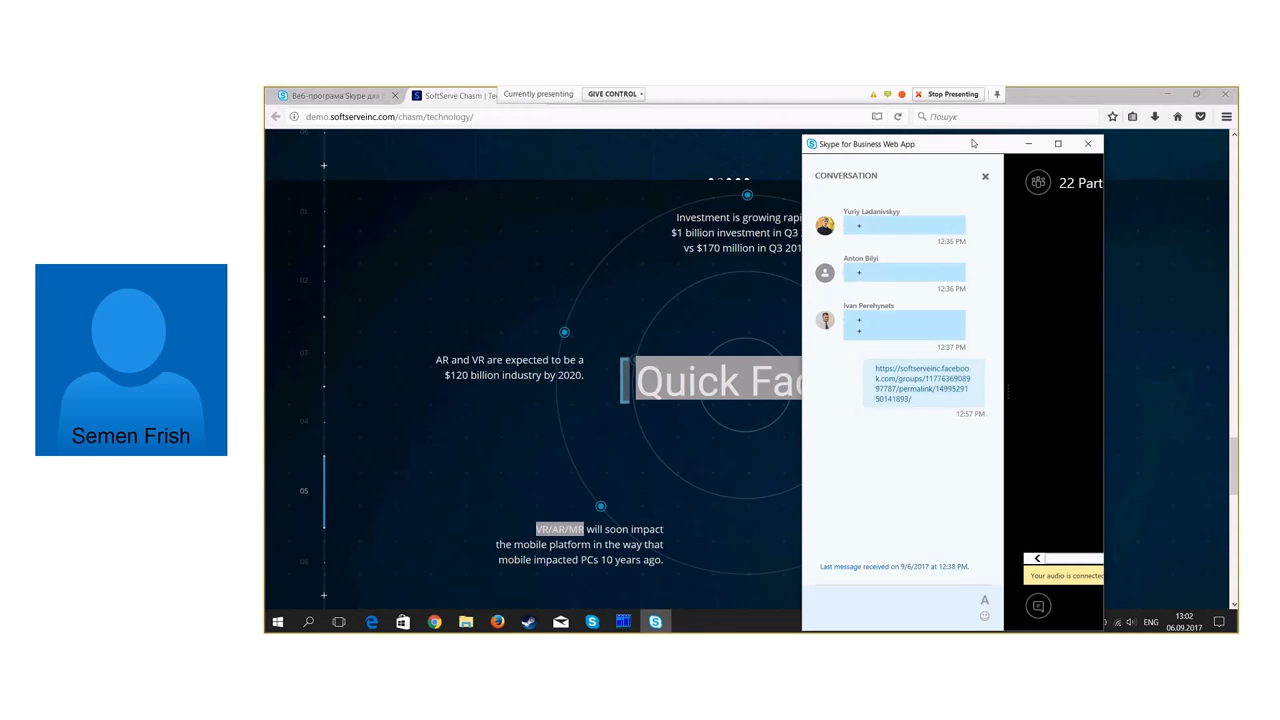 Semen Frish
Веб-програма Skype для
SoftServe Chasm | Te
Currently presenting
GIVE CONTROL
Stop Presenting
demo.softserveinc.com/chasm/technology/
Пошук
01
02
03
04
05
06
Investment is growing rapi
$1 billion investment in Q3
vs $170 million in Q3 201
AR and VR are expected to be a
$120 billion industry by 2020.
Quick Fac
VR/AR/MR will soon impact
the mobile platform in the way that
mobile impacted PCs 10 years ago.
Skype for Business Web App
CONVERSATION
22 Part
Yuriy Ladanivskyy
+
12:35 PM
Anton Bilyi
+
12:36 PM
Ivan Perehynets
+
+
12:37 PM
https://softserveinc.faceboo
k.com/groups/11776369089
97787/permalink/14995291
50141893/
12:57 PM
Last message received on 9/6/2017 at 12:38 PM.
A
Your audio is connected
ENG
13:02
06.09.2017